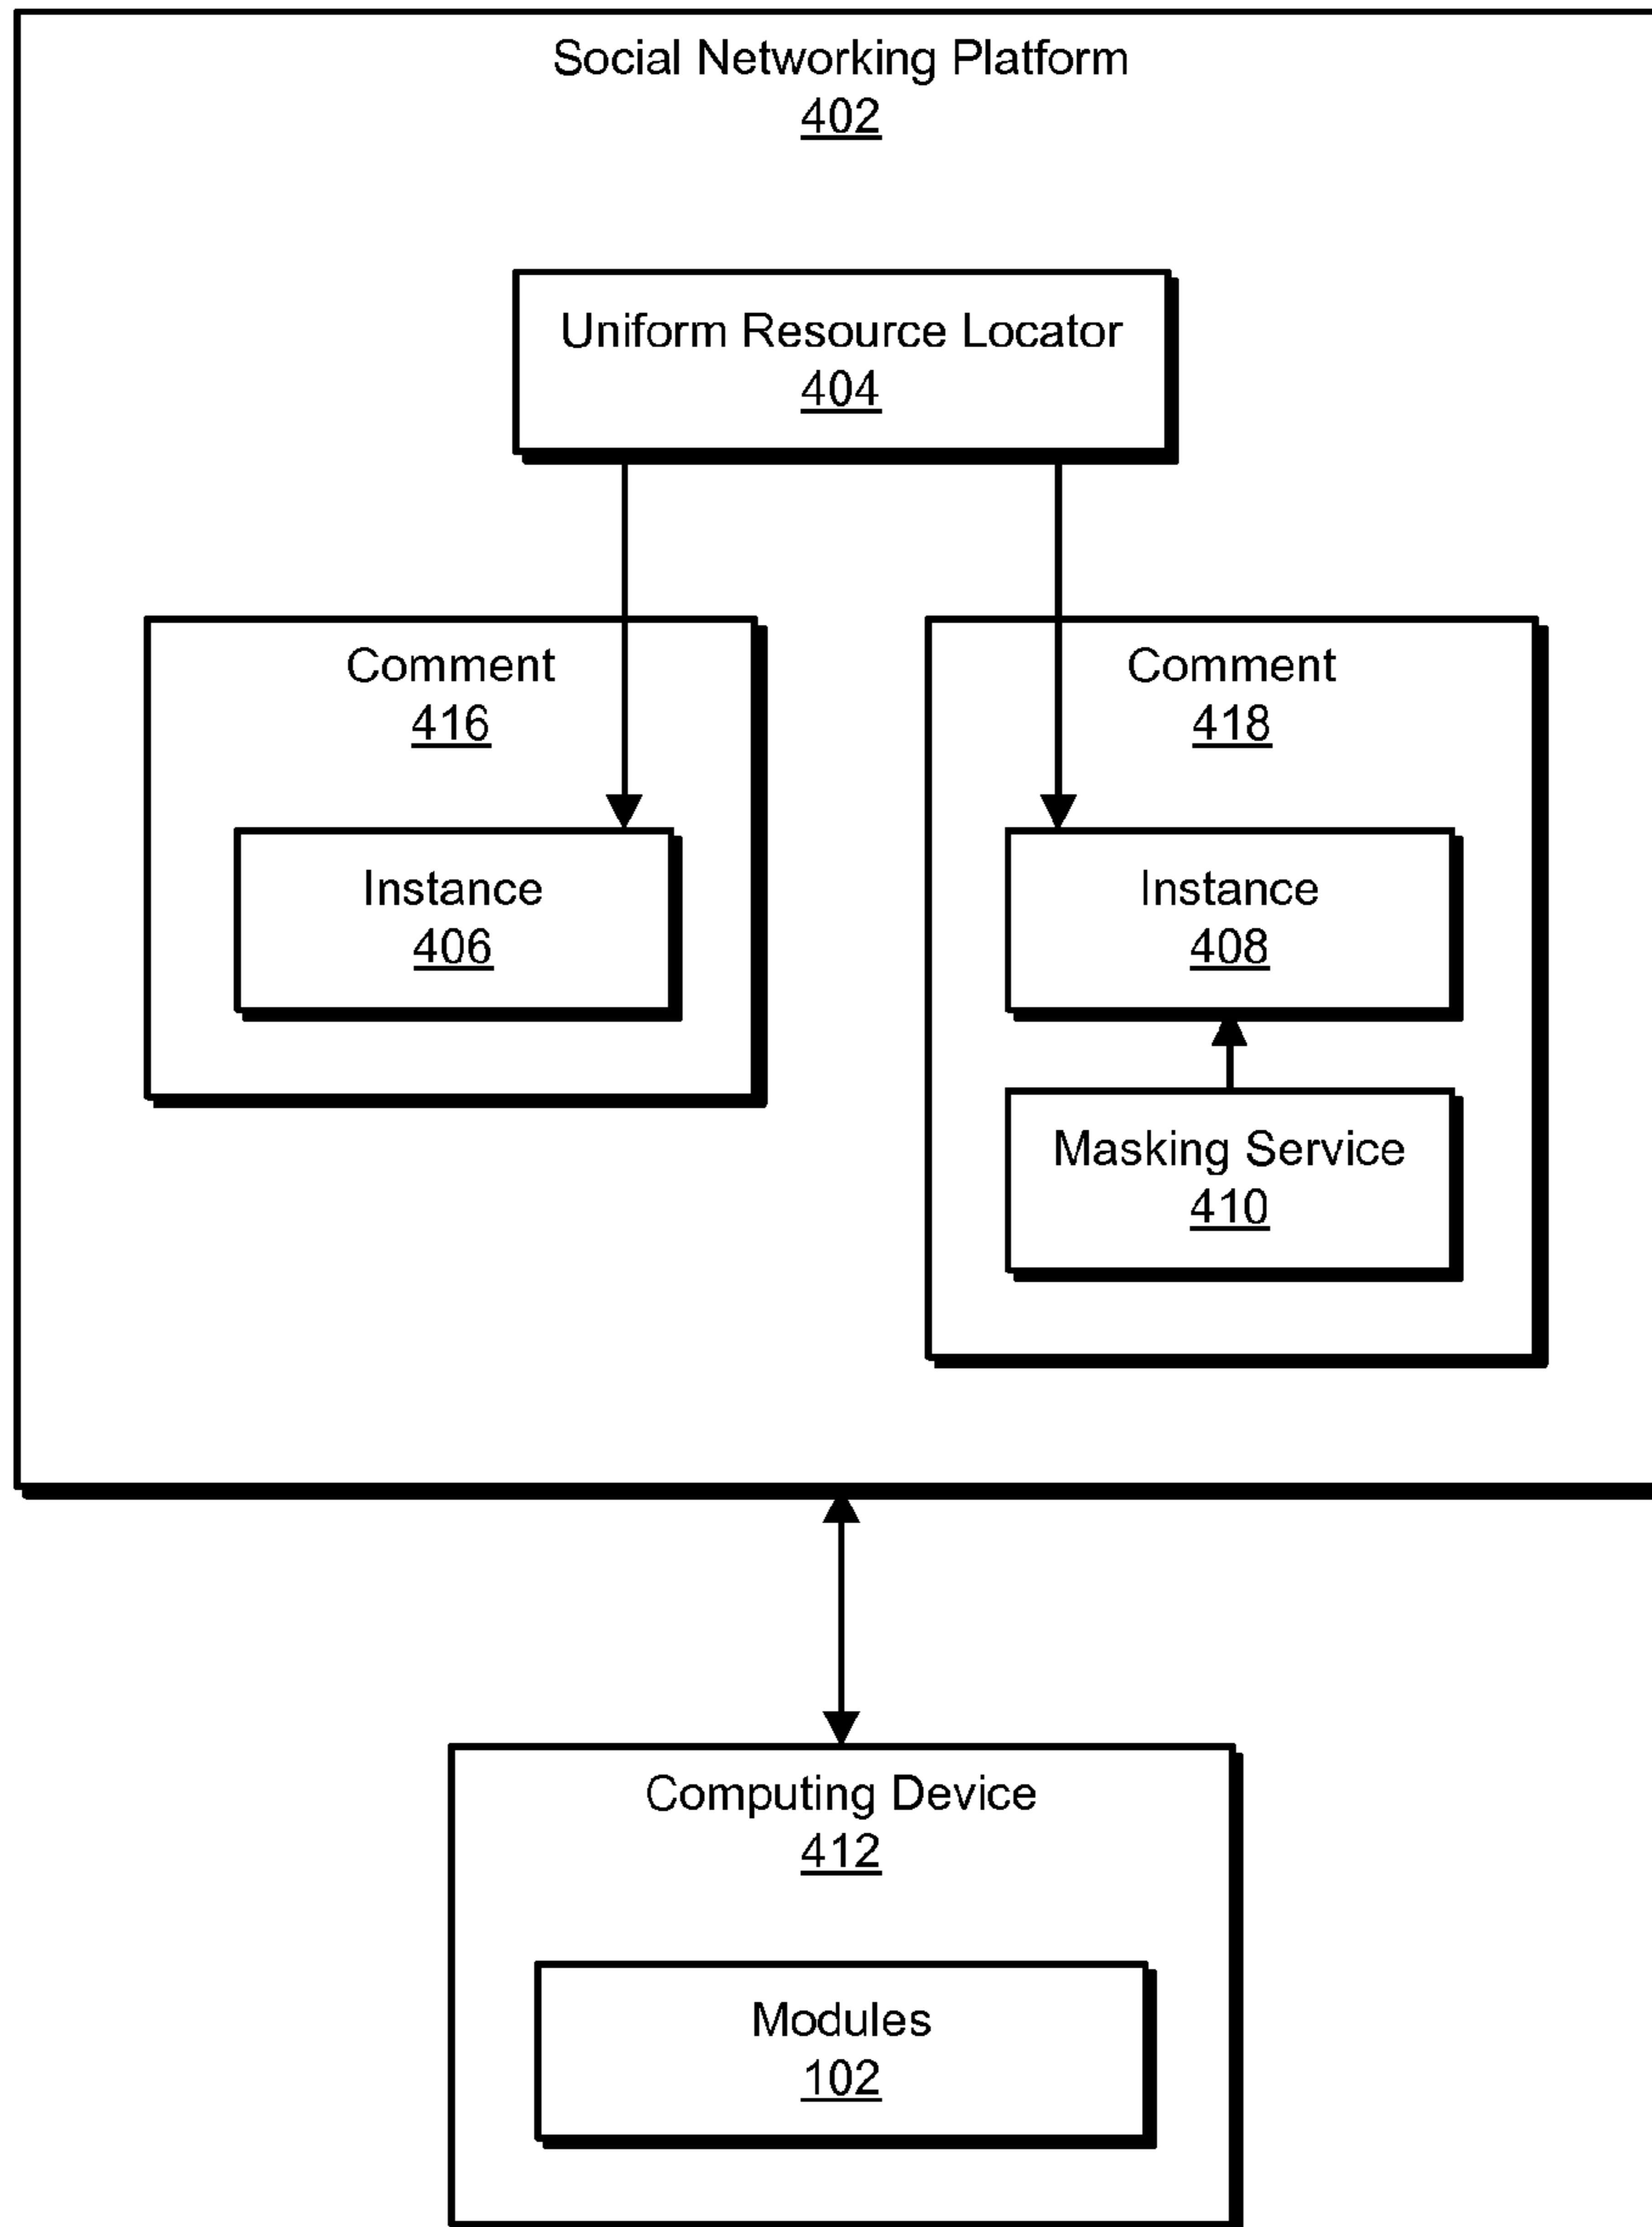 Social Networking Platform
402
Uniform Resource Locator
404
Comment
416
Instance
406
Comment
418
Instance
408
Masking Service
410
Computing Device
412
Modules
102